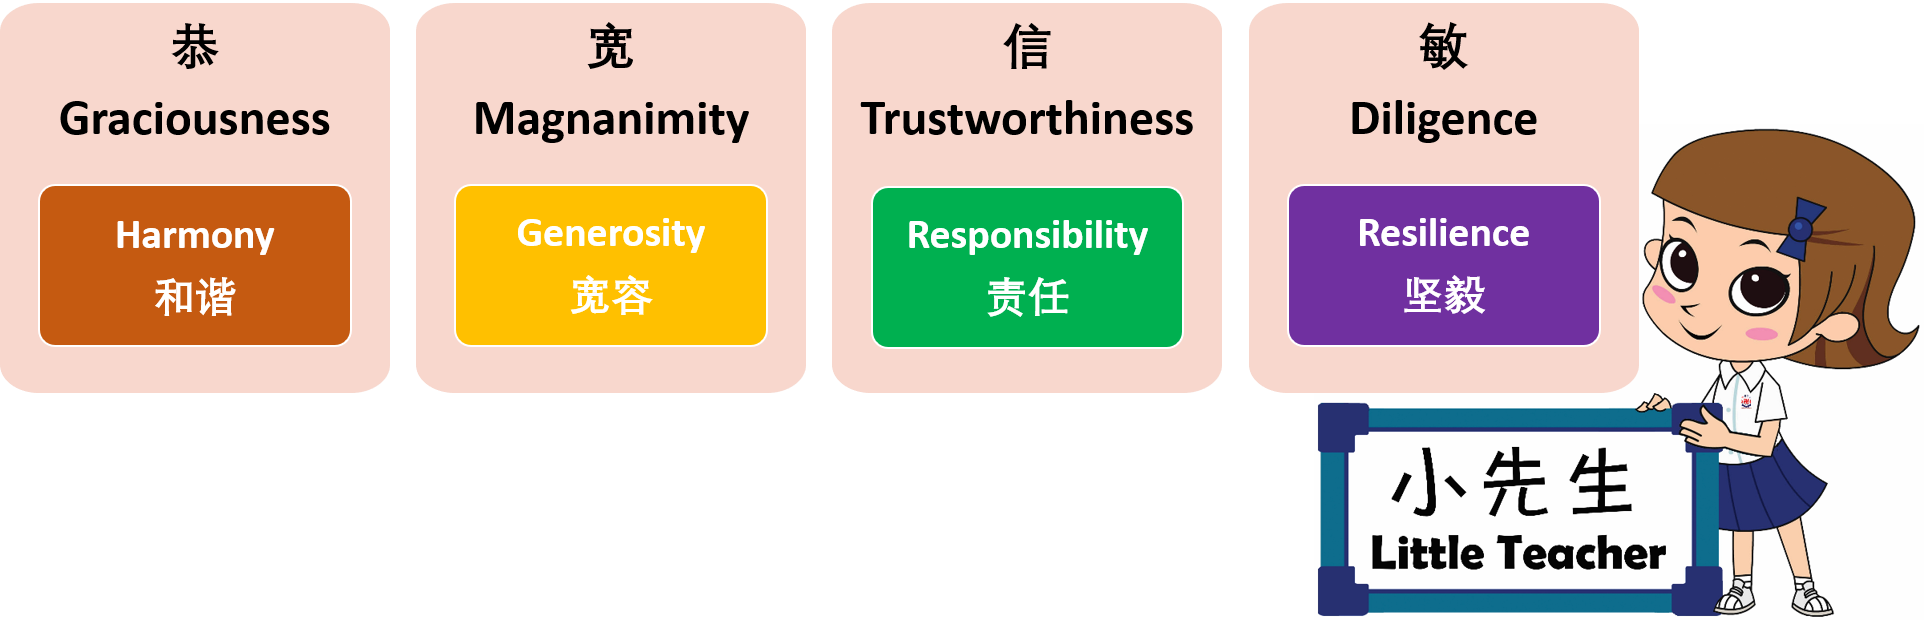 恭
Graciousness
Harmony
和谐
宽
Magnanimity
Generosity
宽容
信
Trustworthiness
Responsibility
责任
敏
Diligence
Resilience
坚毅
小先生
Little Teacher